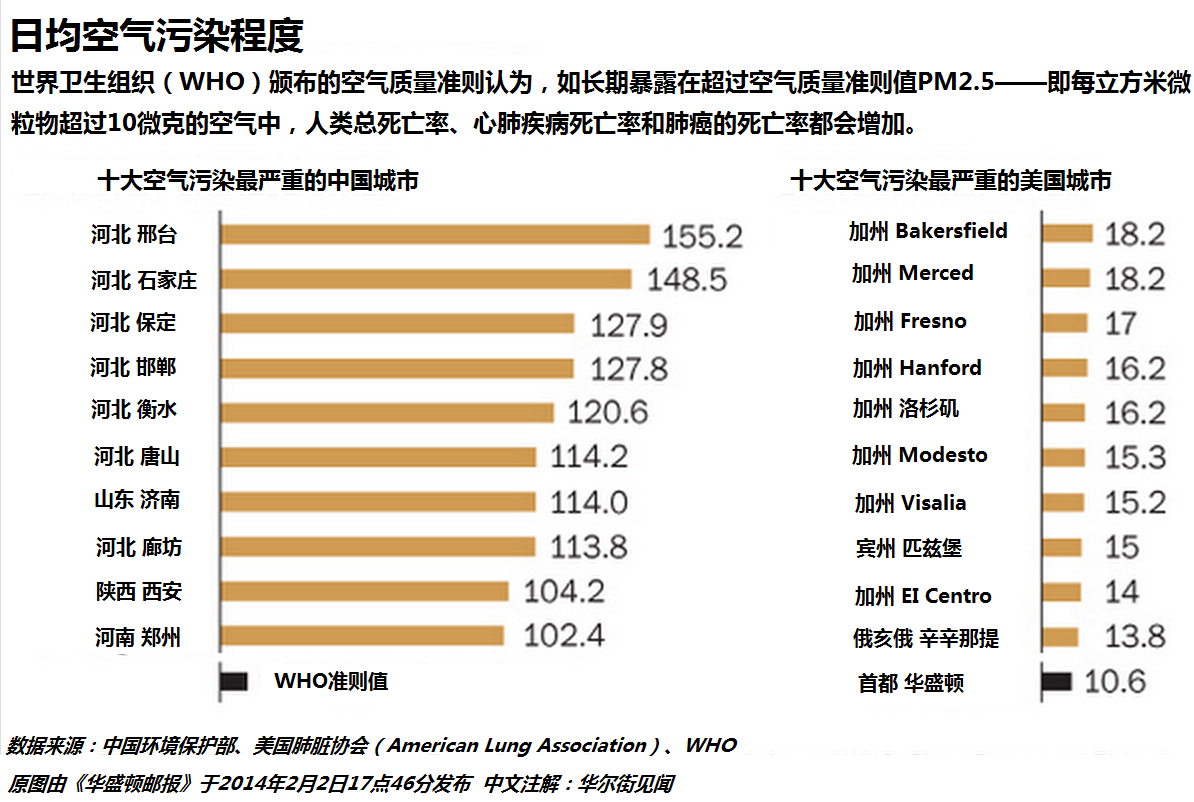 日均空气污染程度
世界卫生组织（WHO）颁布的空气质量准则认为，如长期暴露在超过空气质量准则值PM2.5——即每立方米微
粒物超过10微克的空气中，人类总死亡率、心肺疾病死亡率和肺癌的死亡率都会增加。
十大空气污染最严重的中国城市
河北 邢台 155.2
河北 石家庄 148.5
河北 保定 127.9
河北 邯郸 127.8
河北 衡水 120.6
河北 唐山 114.2
山东 济南 114.0
河北 廊坊 113.8
陕西 西安 104.2
河南 郑州 102.4
WHO准则值
十大空气污染最严重的美国城市
加州 Bakersfield 18.2
加州 Merced 18.2
加州 Fresno 17
加州 Hanford 16.2
加州 洛杉矶 16.2
加州 Modesto 15.3
加州 Visalia 15.2
宾州 匹兹堡 15
加州 EI Centro 14
俄亥俄 辛辛那提 13.8
首都 华盛顿 10.6
数据来源：中国环境保护部、美国肺脏协会（American Lung Association）、WHO
原图由《华盛顿邮报》于2014年2月2日17点46分发布 中文注解：华尔街见闻